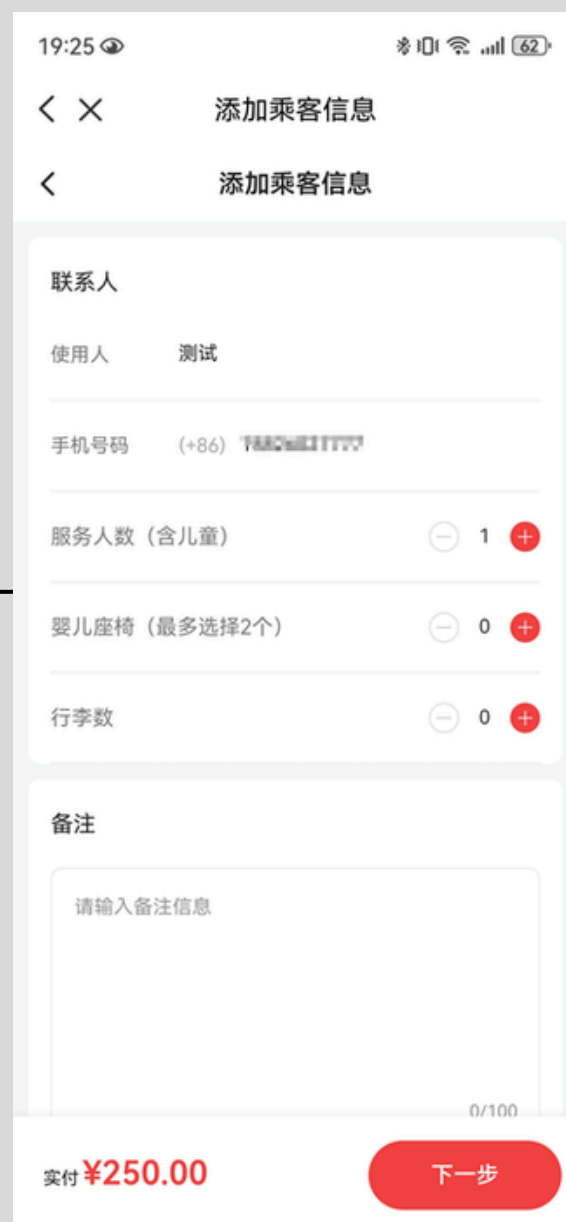 19:25
62
添加乘客信息
添加乘客信息
联系人
使用人 测试
手机号码 (+86)
服务人数（含儿童） 1
婴儿座椅（最多选择2个） 0
行李数 0
备注
请输入备注信息
0/100
实付 ¥250.00 下一步